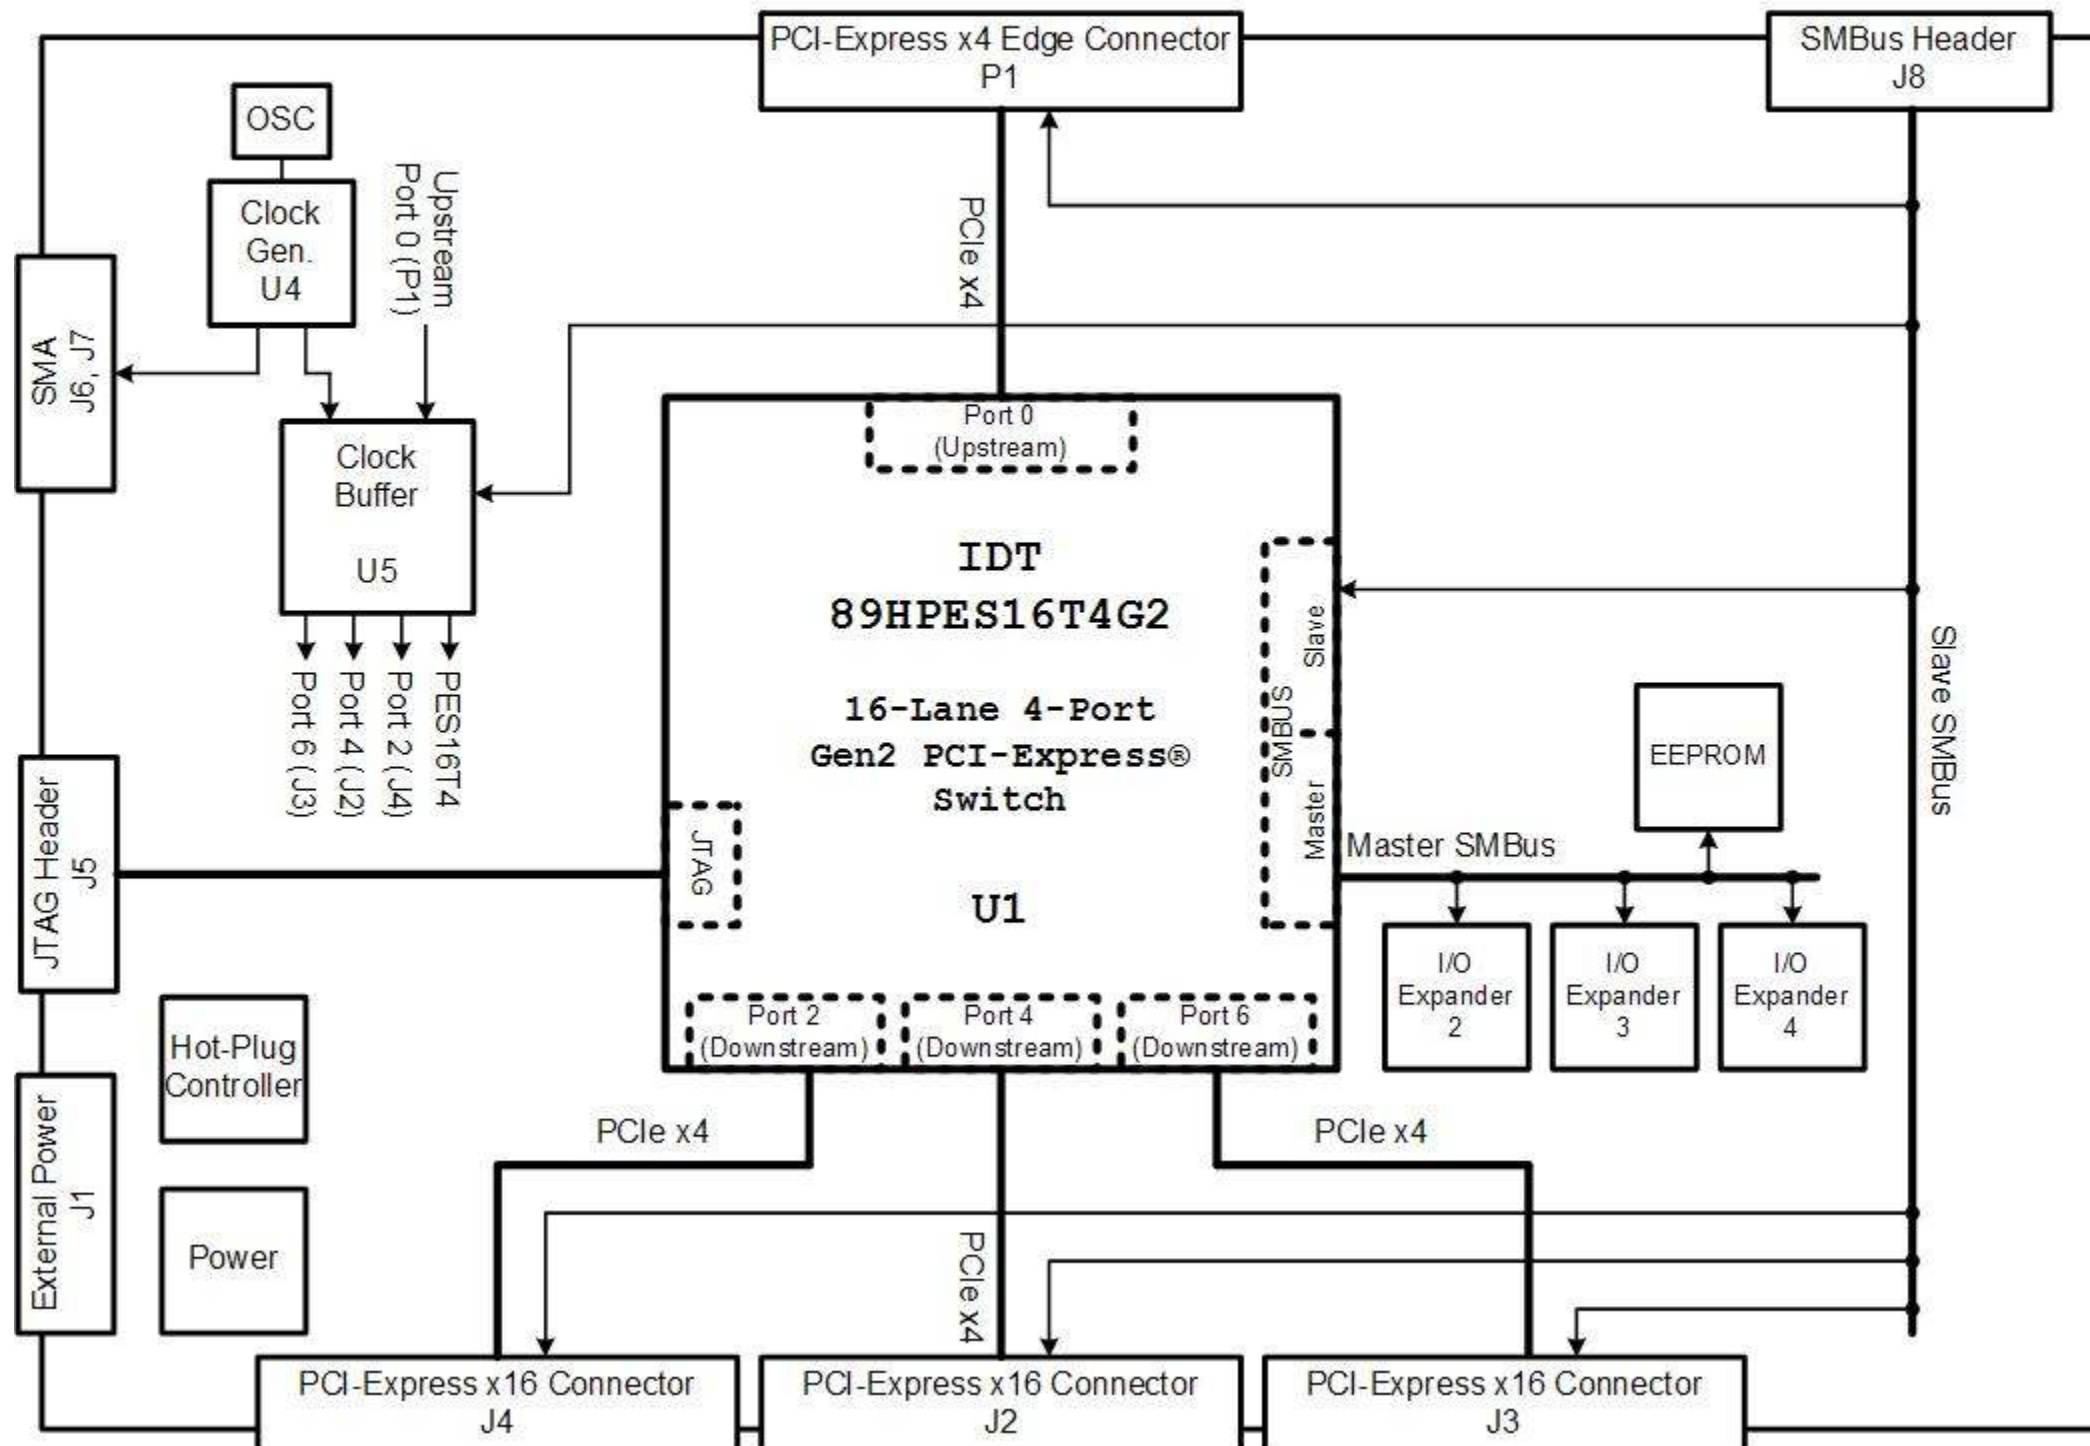 PCI-Express x4 Edge Connector
P1
SMBus Header
J8
OSC
Clock
Gen.
U4
Upstream
Port 0 (P1)
PCIe x4
SMA
J6, J7
Clock
Buffer
U5
Port 6 (J3)
Port 4 (J2)
Port 2 (J4)
PES16T4
Port 0
(Upstream)
IDT
89HPES16T4G2
16-Lane 4-Port
Gen2 PCI-Express®
Switch
U1
SMBUS
Slave
Master
JTAG
Slave SMBus
EEPROM
Master SMBus
JTAG Header
J5
I/O
Expander
2
I/O
Expander
3
I/O
Expander
4
Port 2
(Downstream)
Port 4
(Downstream)
Port 6
(Downstream)
Hot-Plug
Controller
External Power
J1
Power
PCIe x4
PCIe x4
PCIe x4
PCI-Express x16 Connector
J4
PCI-Express x16 Connector
J2
PCI-Express x16 Connector
J3